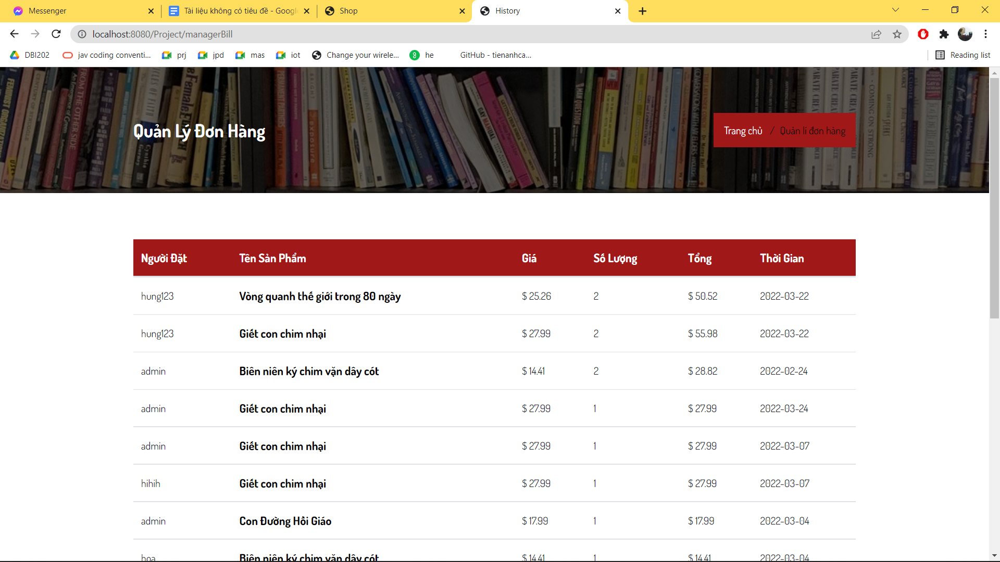 Messenger
Tài liệu không có tiêu đề - Googl
Shop
History
localhost:8080/Project/managerBill
DBI202
jav coding conventi...
prj
jpd
mas
iot
Change your wirele...
he
GitHub - tienanhca...
Reading list
Quản Lý Đơn Hàng
Trang chủ / Quản lí đơn hàng
Người Đặt Tên Sản Phẩm Giá Số Lượng Tổng Thời Gian
hung123 Vòng quanh thế giới trong 80 ngày $ 25.26 2 $ 50.52 2022-03-22
hung123 Giết con chim nhại $ 27.99 2 $ 55.98 2022-03-22
admin Biên niên ký chim vặn dây cót $ 14.41 2 $ 28.82 2022-02-24
admin Giết con chim nhại $ 27.99 1 $ 27.99 2022-03-24
admin Giết con chim nhại $ 27.99 1 $ 27.99 2022-03-07
hihih Giết con chim nhại $ 27.99 1 $ 27.99 2022-03-07
admin Con Đường Hồi Giáo $ 17.99 1 $ 17.99 2022-03-04
hoa Biên niên ký chim vặn dây cót $ 14.41 1 $ 14.41 2022-03-04